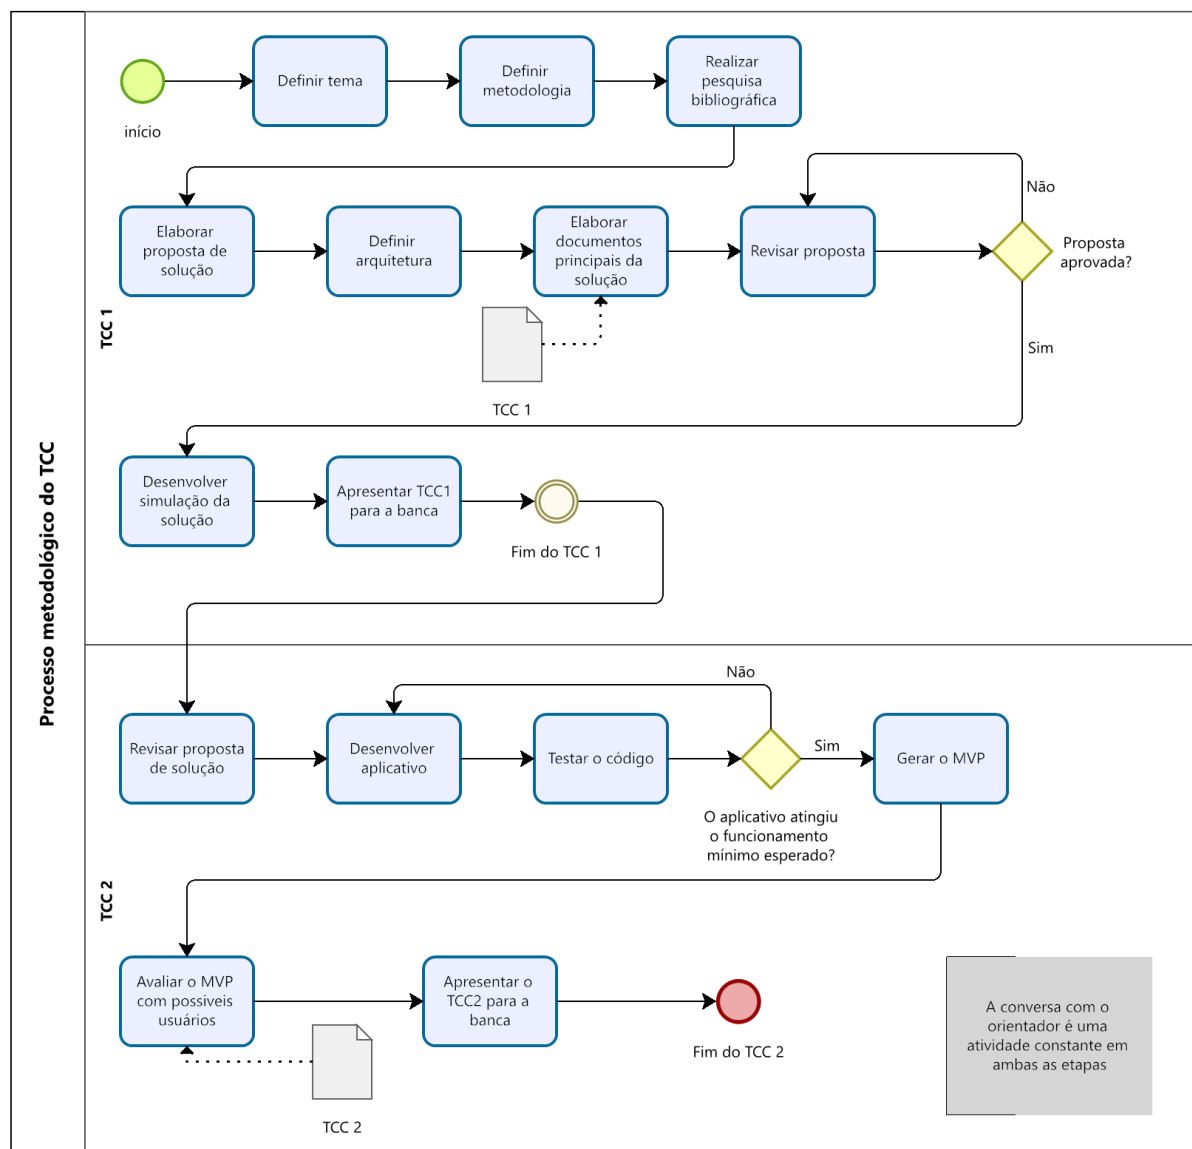 Processo metodológico do TCC
TCC 1
início
Definir tema
Definir
metodologia
Realizar
pesquisa
bibliográfica
Elaborar
proposta de
solução
Definir
arquitetura
Elaborar
documentos
principais da
solução
Revisar proposta
Não
Proposta
aprovada?
Sim
TCC 1
Desenvolver
simulação da
solução
Apresentar TCC1
para a banca
Fim do TCC 1
TCC 2
Revisar proposta
de solução
Desenvolver
aplicativo
Testar o código
Não
Sim
O aplicativo atingiu
o funcionamento
mínimo esperado?
Gerar o MVP
Avaliar o MVP
com possiveis
usuários
TCC 2
Apresentar o
TCC2 para a
banca
Fim do TCC 2
A conversa com o
orientador é uma
atividade constante em
ambas as etapas